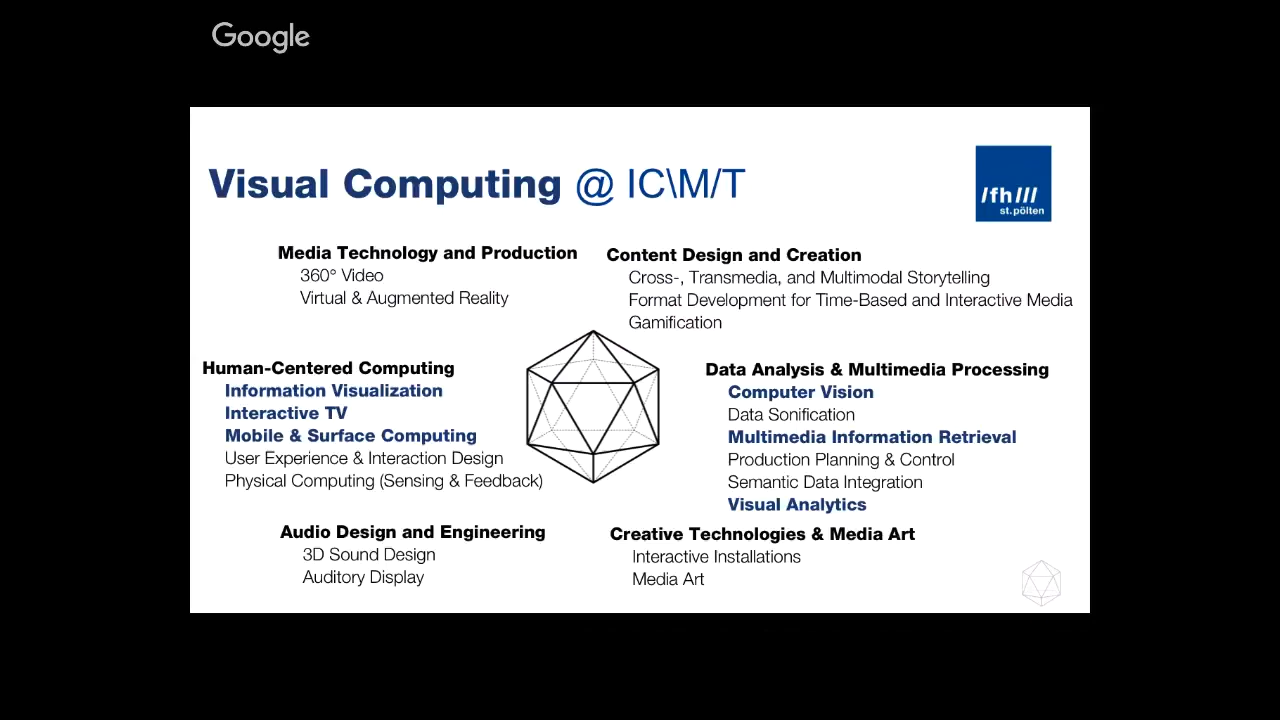 Google
Visual Computing @ IC\M/T
/fh///
st.pölten
Media Technology and Production
360° Video
Virtual & Augmented Reality
Content Design and Creation
Cross-, Transmedia, and Multimodal Storytelling
Format Development for Time-Based and Interactive Media
Gamification
Human-Centered Computing
Information Visualization
Interactive TV
Mobile & Surface Computing
User Experience & Interaction Design
Physical Computing (Sensing & Feedback)
Data Analysis & Multimedia Processing
Computer Vision
Data Sonification
Multimedia Information Retrieval
Production Planning & Control
Semantic Data Integration
Visual Analytics
Audio Design and Engineering
3D Sound Design
Auditory Display
Creative Technologies & Media Art
Interactive Installations
Media Art